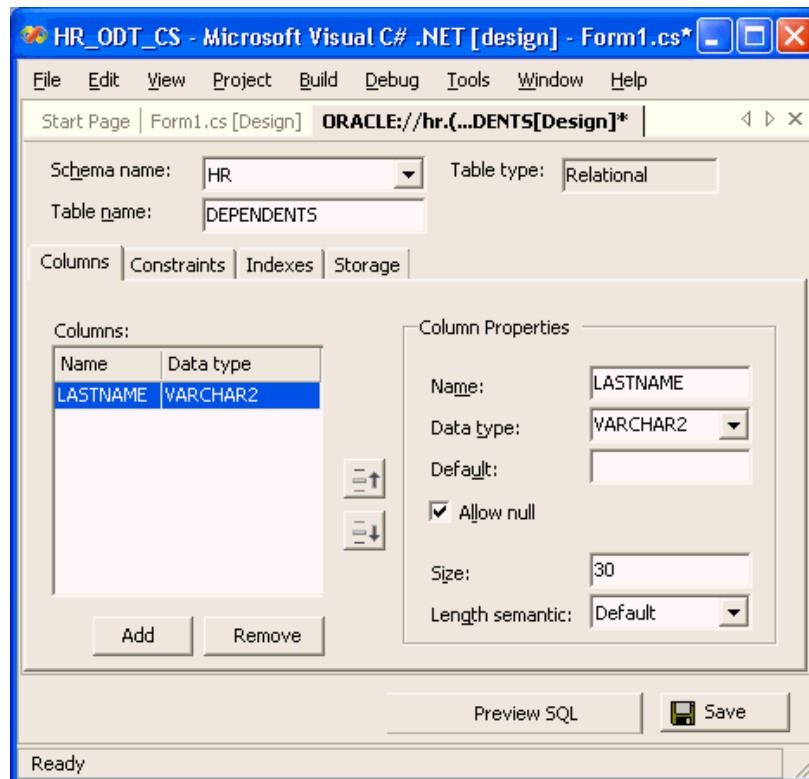 HR_ODT_CS - Microsoft Visual C# .NET [design] - Form1.cs*
File Edit View Project Build Debug Tools Window Help
Start Page Form1.cs [Design] ORACLE://hr.(...DENTS[Design]*
Schema name: HR Table type: Relational
Table name: DEPENDENTS
Columns Constraints Indexes Storage
Columns: Column Properties
Name Data type
LASTNAME VARCHAR2
Name: LASTNAME
Data type: VARCHAR2
Default:
Allow null
Size: 30
Length semantic: Default
Add Remove
Preview SQL Save
Ready